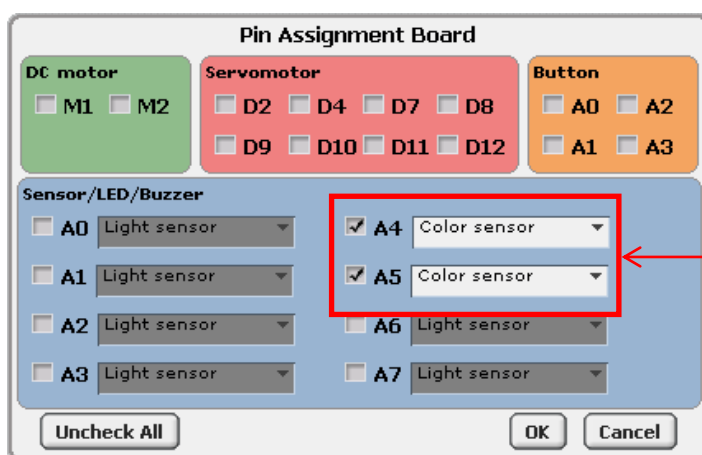 Pin Assignment Board
DC motor
M1 M2
Servomotor
D2 D4 D7 D8
D9 D10 D11 D12
Button
A0 A2
A1 A3
Sensor/LED/Buzzer
A0 Light sensor
A4 Color sensor
A1 Light sensor
A5 Color sensor
A2 Light sensor
A6 Light sensor
A3 Light sensor
A7 Light sensor
Uncheck All
OK
Cancel